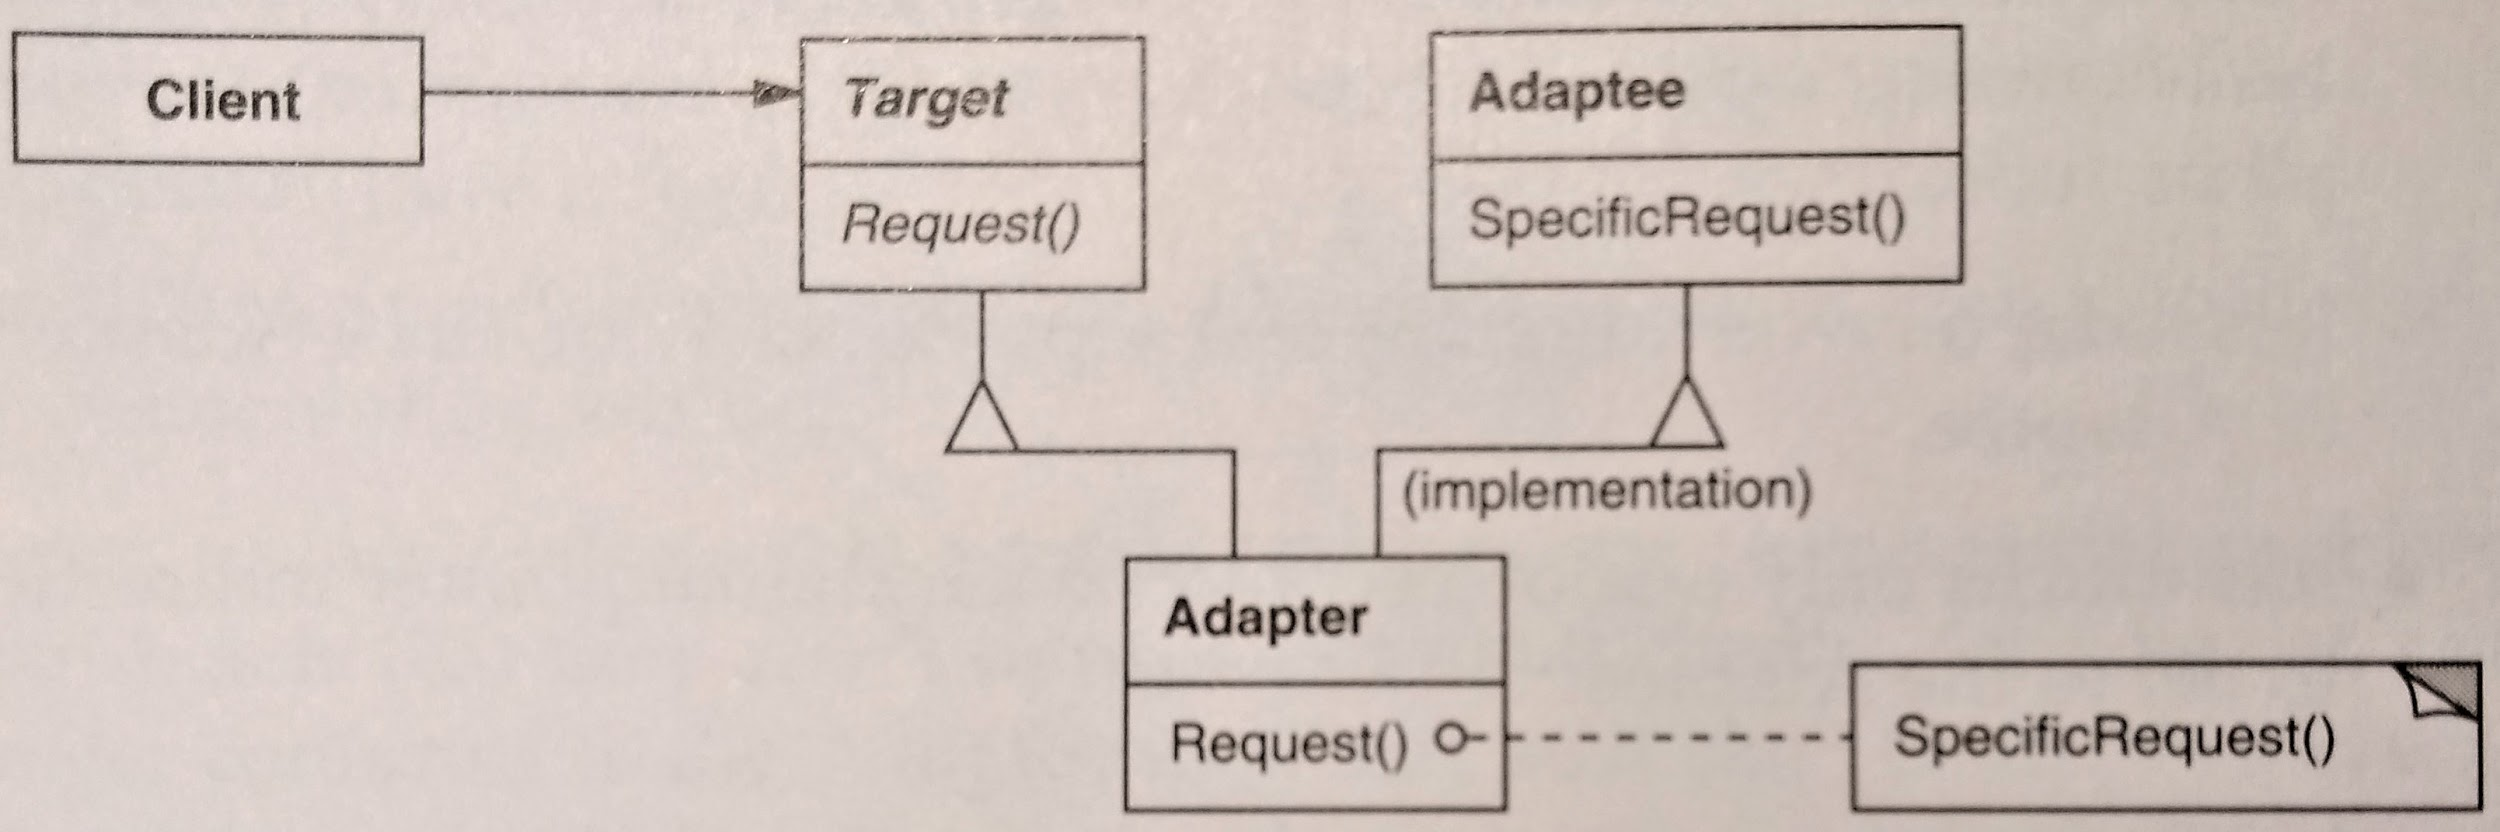 Client
Target
Request()
Adaptee
SpecificRequest()
(implementation)
Adapter
Request()
SpecificRequest()